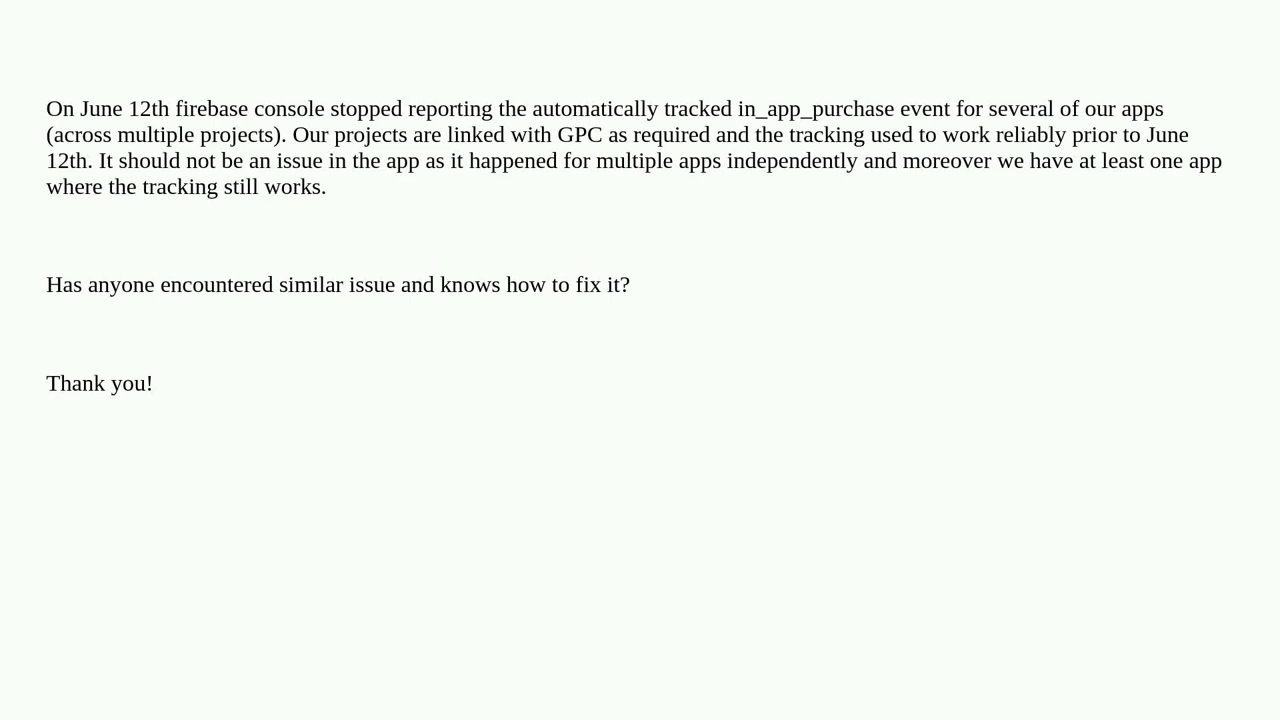 On June 12th firebase console stopped reporting the automatically tracked in_app_purchase event for several of our apps
(across multiple projects). Our projects are linked with GPC as required and the tracking used to work reliably prior to June
12th. It should not be an issue in the app as it happened for multiple apps independently and moreover we have at least one app
where the tracking still works.
Has anyone encountered similar issue and knows how to fix it?
Thank you!